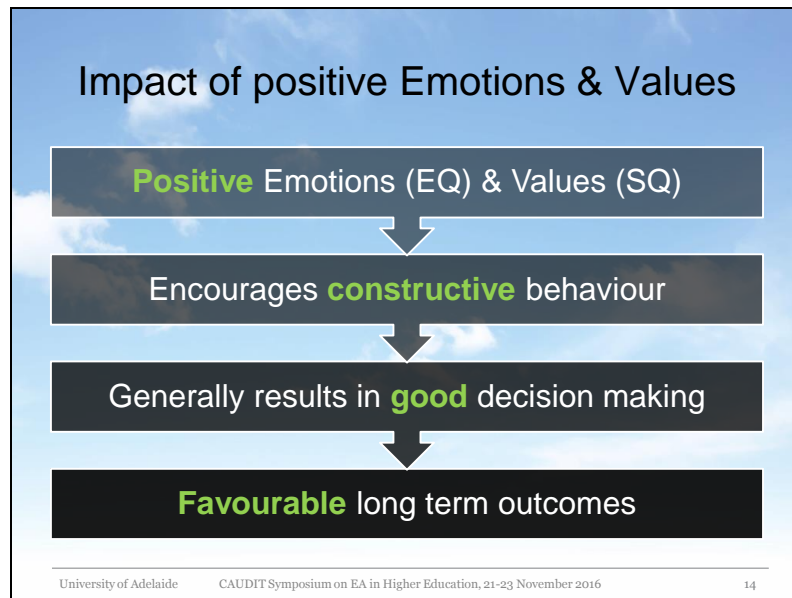 Impact of positive Emotions & Values
Positive Emotions (EQ) & Values (SQ)
Encourages constructive behaviour
Generally results in good decision making
Favourable long term outcomes
University of Adelaide CAUDIT Symposium on EA in Higher Education, 21-23 November 2016 14